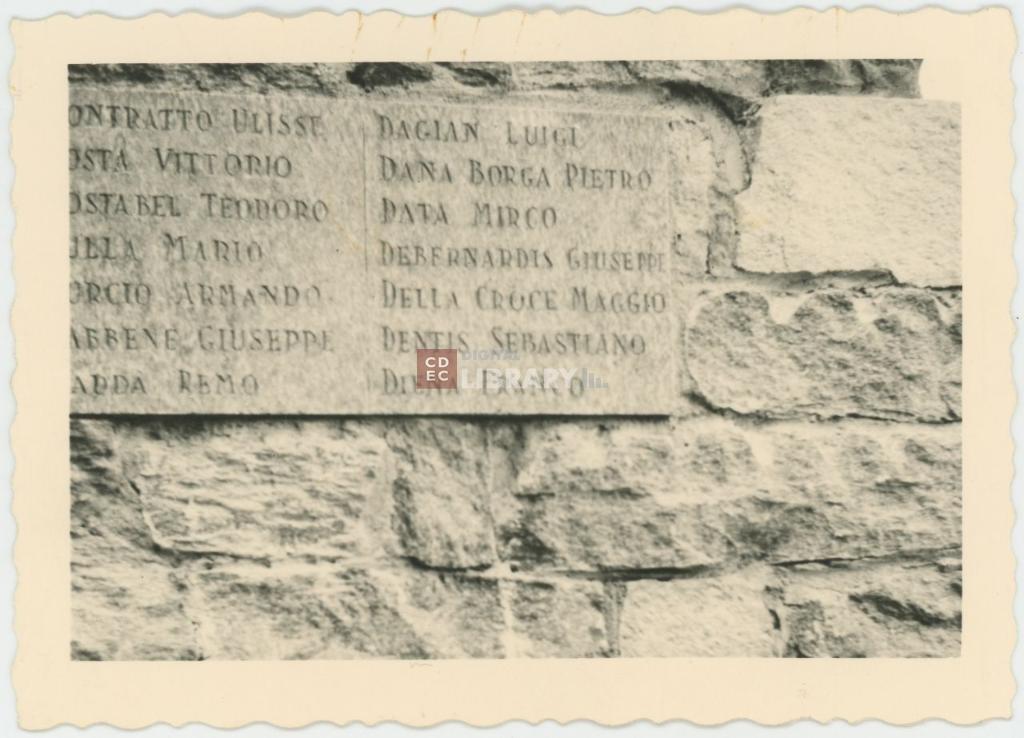 ONTRATTO ULISSE
OSTA VITTORIO
OSTABEL TEODORO
ULLA MARIO
ORCIO ARMANDO
ABBENE GIUSEPPE
ARDA REMO
DAGIAN LUIGI
DANA BORGA PIETRO
DATA MIRCO
DEBERNARDIS GIUSEPPE
DELLA CROCE MAGGIO
DENTIS SEBASTIANO
CDEC DIGITAL LIBRARY